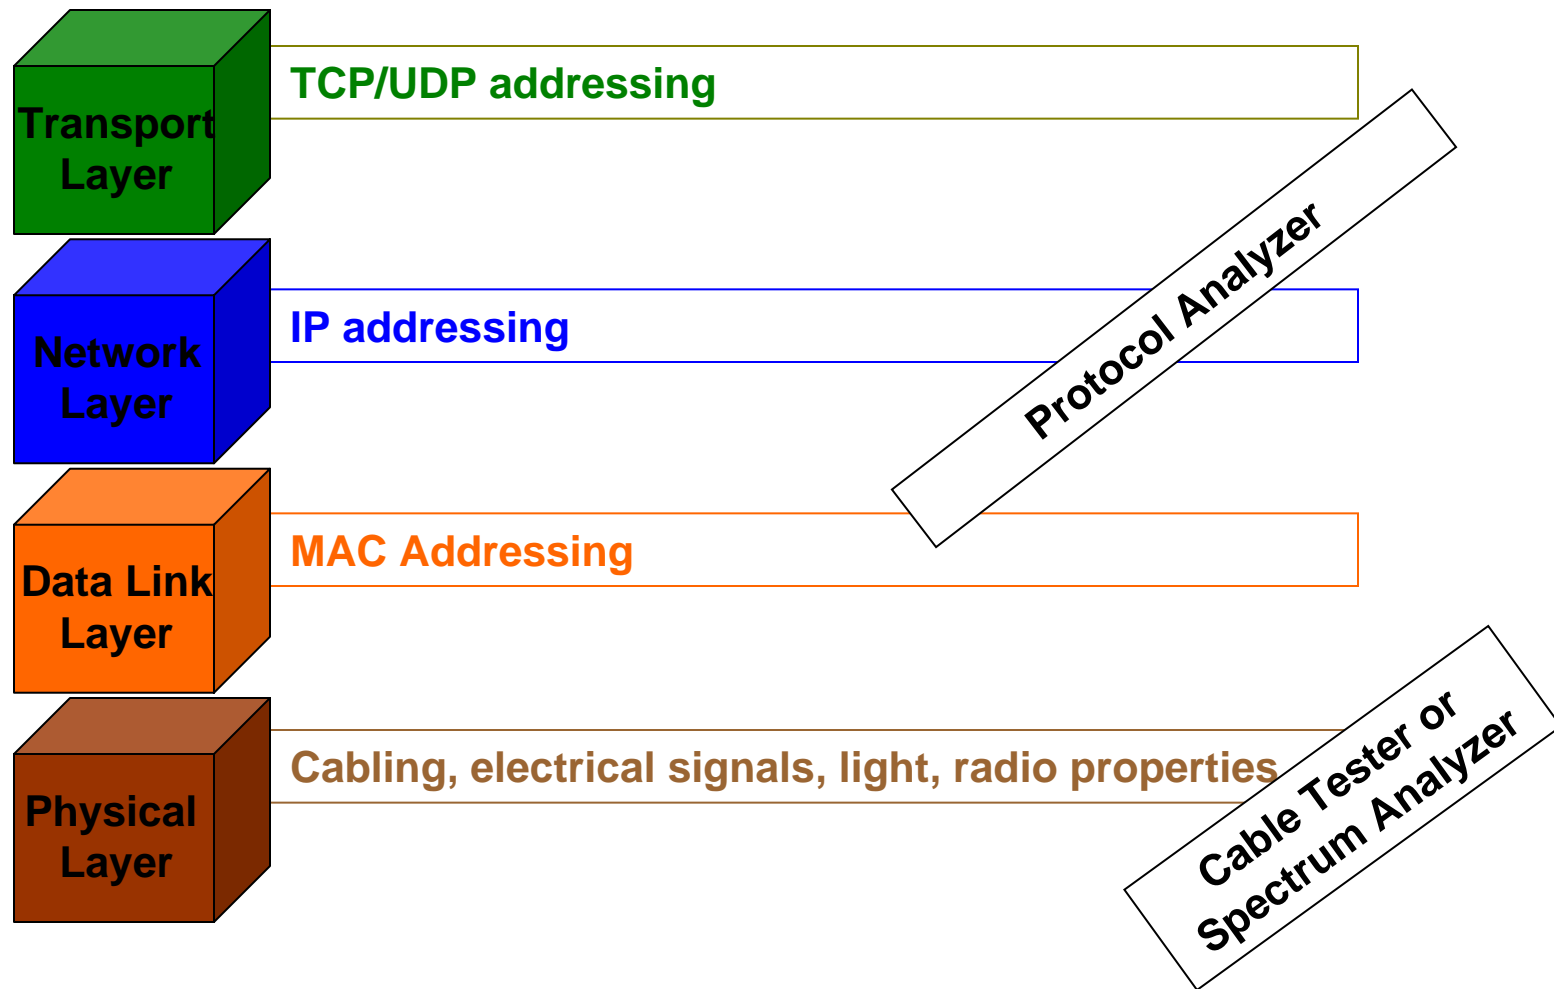 Transport
Layer
TCP/UDP addressing
Network
Layer
IP addressing
Data Link
Layer
MAC Addressing
Physical
Layer
Cabling, electrical signals, light, radio properties
Protocol Analyzer
Cable Tester or
Spectrum Analyzer